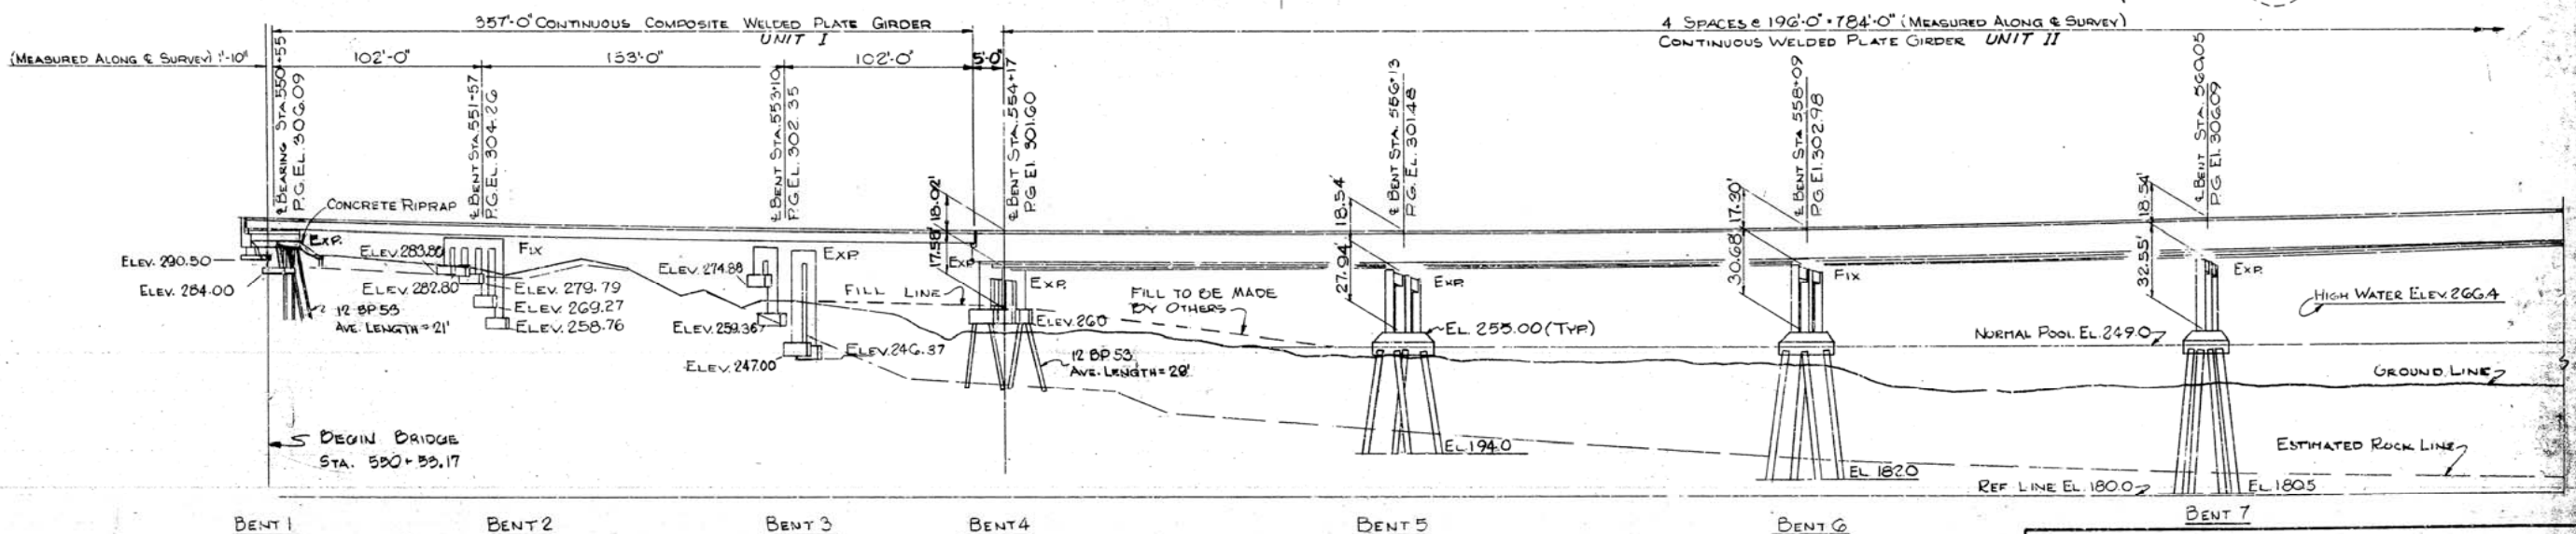 357'-0" CONTINUOUS COMPOSITE WELDED PLATE GIRDER
UNIT I
4 SPACES @ 196'-0" = 784'-0" (MEASURED ALONG ℄ SURVEY)
CONTINUOUS WELDED PLATE GIRDER UNIT II
(MEASURED ALONG ℄ SURVEY) 1'-10"
102'-0"
153'-0"
102'-0"
5'-0"
℄ BEARING STA. 550+55
P.G. EL. 306.09
℄ BENT STA. 551+57
P.G. EL. 304.26
℄ BENT STA. 553+10
P.G. EL. 302.35
℄ BENT STA. 554+17
P.G. El. 301.60
℄ BENT STA. 556+13
P.G. EL. 301.48
℄ BENT STA. 558+09
P.G. El. 302.98
℄ BENT STA. 560+05
P.G. El. 306.09
CONCRETE RIPRAP
EXP.
FIX
EXP.
EXP.
EXP.
EXP.
FIX
EXP.
18.02'
17.58'
18.54'
27.94'
17.30'
30.68'
18.54'
32.55'
ELEV. 290.50
ELEV. 284.00
12 BP 53
AVE. LENGTH = 21'
ELEV. 283.80
ELEV. 282.80
ELEV. 279.79
ELEV. 269.27
ELEV. 258.76
ELEV. 274.88
ELEV. 259.36
ELEV. 247.00
ELEV. 246.37
FILL LINE
ELEV. 260
12 BP 53
AVE. LENGTH = 28'
FILL TO BE MADE
BY OTHERS
EL. 255.00 (TYP.)
HIGH WATER ELEV. 266.4
NORMAL POOL EL. 249.0
GROUND LINE
ESTIMATED ROCK LINE
EL. 194.0
EL. 182.0
REF. LINE EL. 180.0
EL. 180.5
BEGIN BRIDGE
STA. 550+53.17
BENT 1
BENT 2
BENT 3
BENT 4
BENT 5
BENT 6
BENT 7